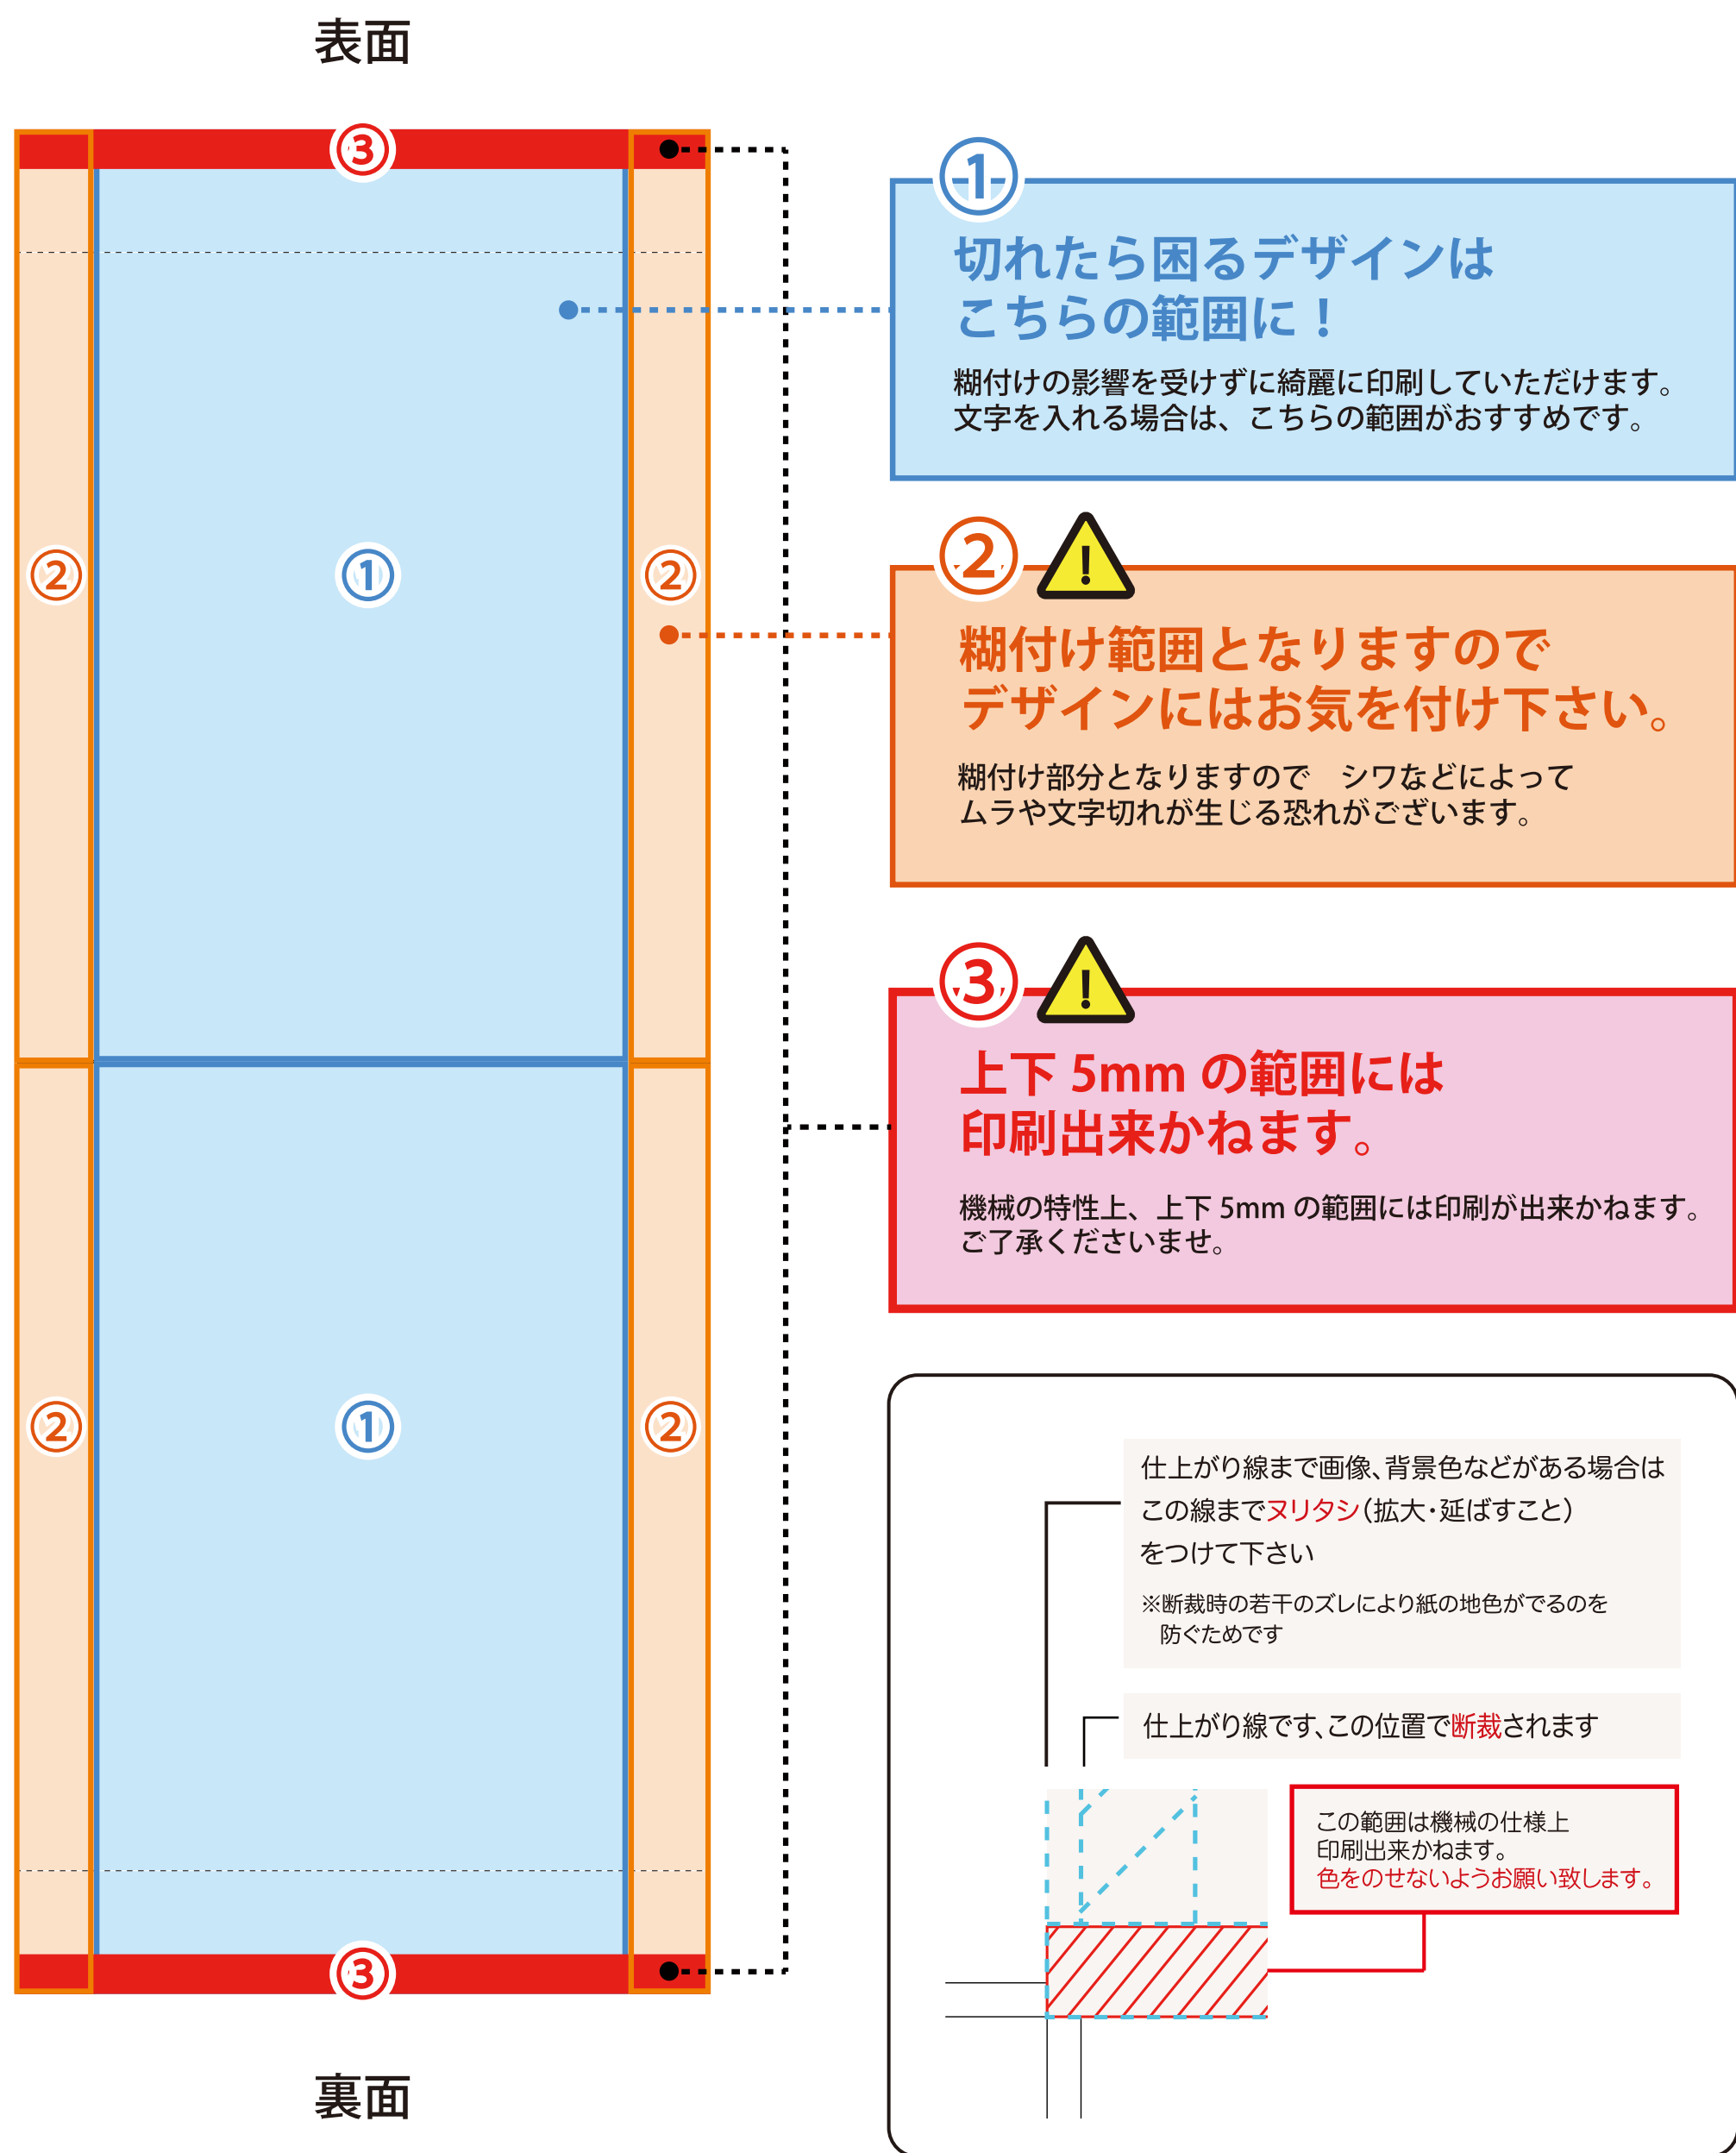 表面
③
②
①
②
②
①
②
③
裏面
①
切れたら困るデザインは
こちらの範囲に！
糊付けの影響を受けずに綺麗に印刷していただけます。
文字を入れる場合は、こちらの範囲がおすすめです。
②
!
糊付け範囲となりますので
デザインにはお気を付け下さい。
糊付け部分となりますので　シワなどによって
ムラや文字切れが生じる恐れがございます。
③
!
上下 5mm の範囲には
印刷出来かねます。
機械の特性上、上下 5mm の範囲には印刷が出来かねます。
ご了承くださいませ。
仕上がり線まで画像、背景色などがある場合は
この線までヌリタシ（拡大・延ばすこと）
をつけて下さい
※断裁時の若干のズレにより紙の地色がでるのを
防ぐためです
仕上がり線です、この位置で断裁されます
この範囲は機械の仕様上
印刷出来かねます。
色をのせないようお願い致します。